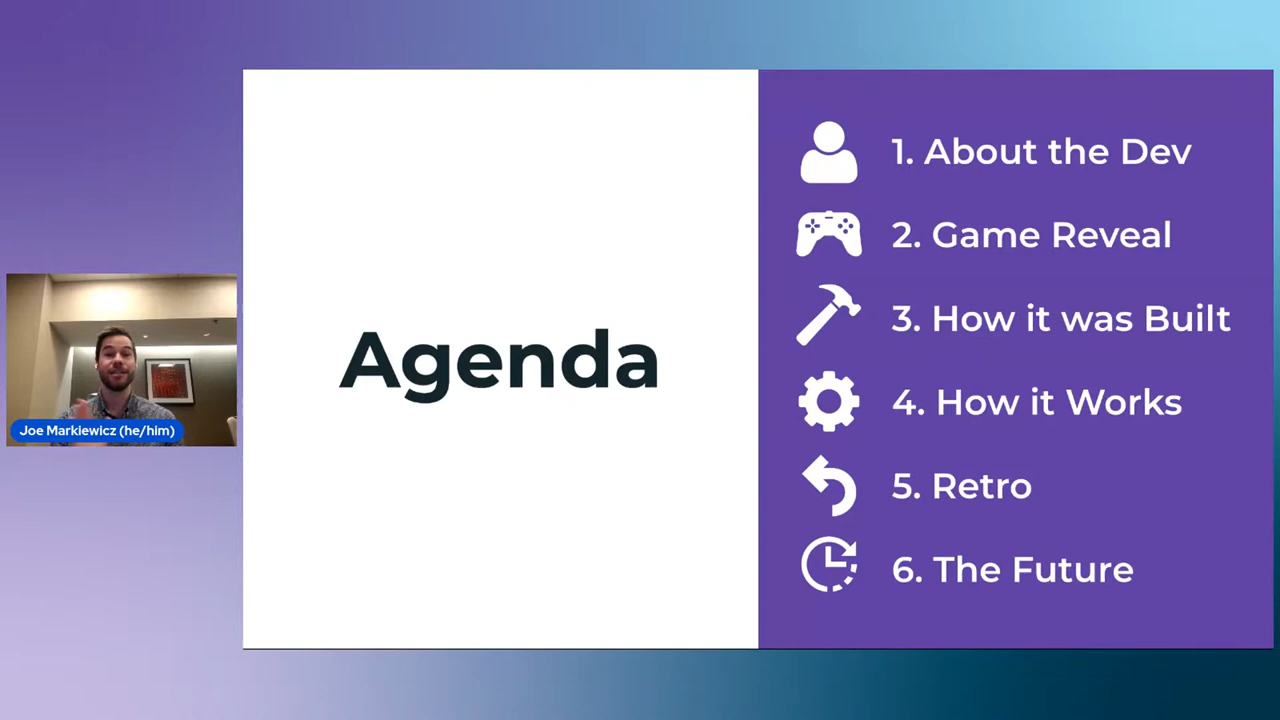 Agenda
1. About the Dev
2. Game Reveal
3. How it was Built
4. How it Works
5. Retro
6. The Future
Joe Markiewicz (he/him)